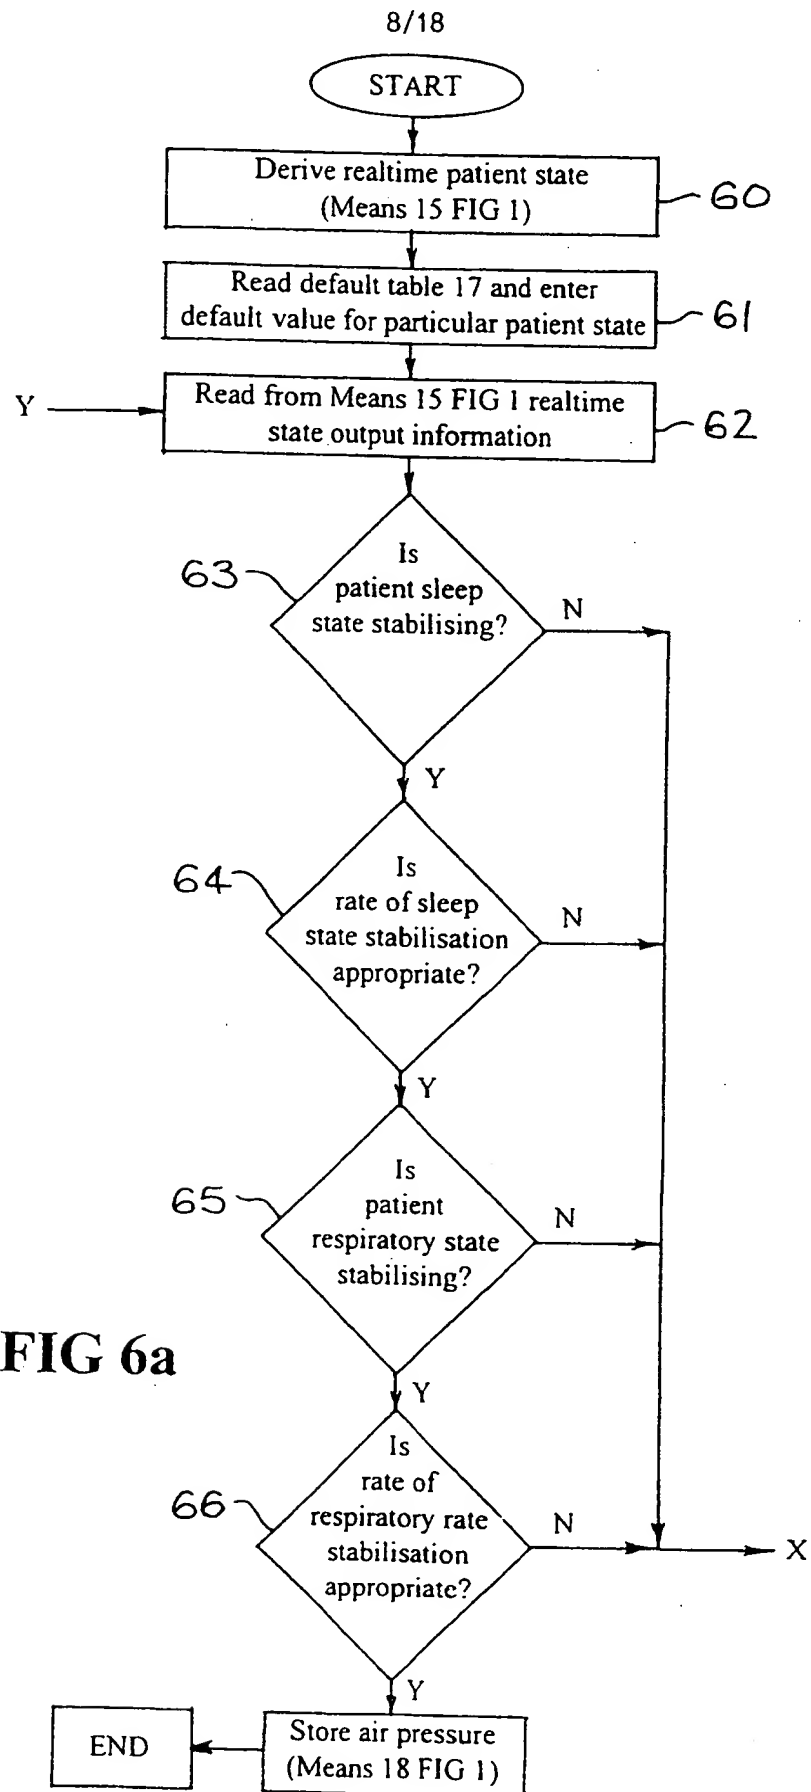 8/18
START
Derive realtime patient state
(Means 15 FIG 1)
60
Read default table 17 and enter
default value for particular patient state
61
Y
Read from Means 15 FIG 1 realtime
state output information
62
63
Is
patient sleep
state stabilising?
N
Y
64
Is
rate of sleep
state stabilisation
appropriate?
N
Y
65
Is
patient
respiratory state
stabilising?
N
FIG 6a
Y
66
Is
rate of
respiratory rate
stabilisation
appropriate?
N
X
Y
END
Store air pressure
(Means 18 FIG 1)